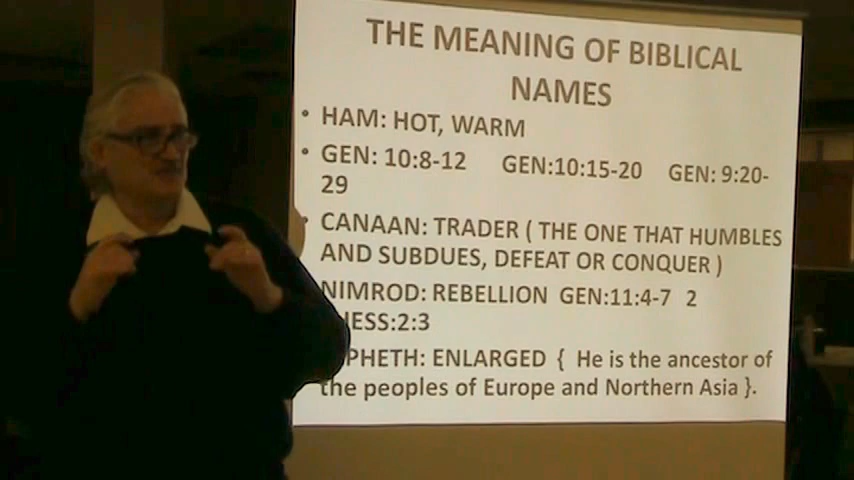 THE MEANING OF BIBLICAL
NAMES
• HAM: HOT, WARM
• GEN: 10:8-12 GEN:10:15-20 GEN: 9:20-
29
• CANAAN: TRADER ( THE ONE THAT HUMBLES
AND SUBDUES, DEFEAT OR CONQUER )
NIMROD: REBELLION GEN:11:4-7 2
HESS:2:3
PHETH: ENLARGED { He is the ancestor of
the peoples of Europe and Northern Asia }.